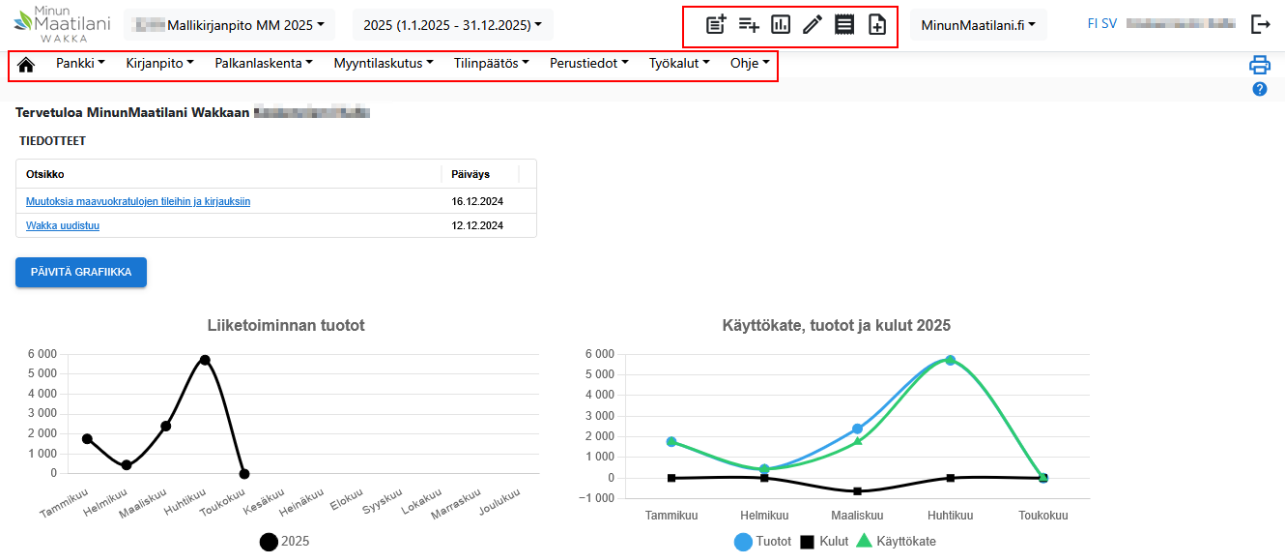 Minun
Maatilani
WAKKA
Mallikirjanpito MM 2025
2025 (1.1.2025 - 31.12.2025)
MinunMaatilani.fi
FI SV
Pankki Kirjanpito Palkanlaskenta Myyntilaskutus Tilinpäätös Perustiedot Työkalut Ohje
Tervetuloa MinunMaatilani Wakkaan
TIEDOTTEET
Otsikko Päiväys
Muutoksia maavuokratulojen tileihin ja kirjauksiin 16.12.2024
Wakka uudistuu 12.12.2024
PÄIVITÄ GRAFIIKKA
Liiketoiminnan tuotot
6 000
5 000
4 000
3 000
2 000
1 000
0
Tammikuu Helmikuu Maaliskuu Huhtikuu Toukokuu Kesäkuu Heinäkuu Elokuu Syyskuu Lokakuu Marraskuu Joulukuu
2025
Käyttökate, tuotot ja kulut 2025
6 000
5 000
4 000
3 000
2 000
1 000
0
−1 000
Tammikuu Helmikuu Maaliskuu Huhtikuu Toukokuu
Tuotot Kulut Käyttökate